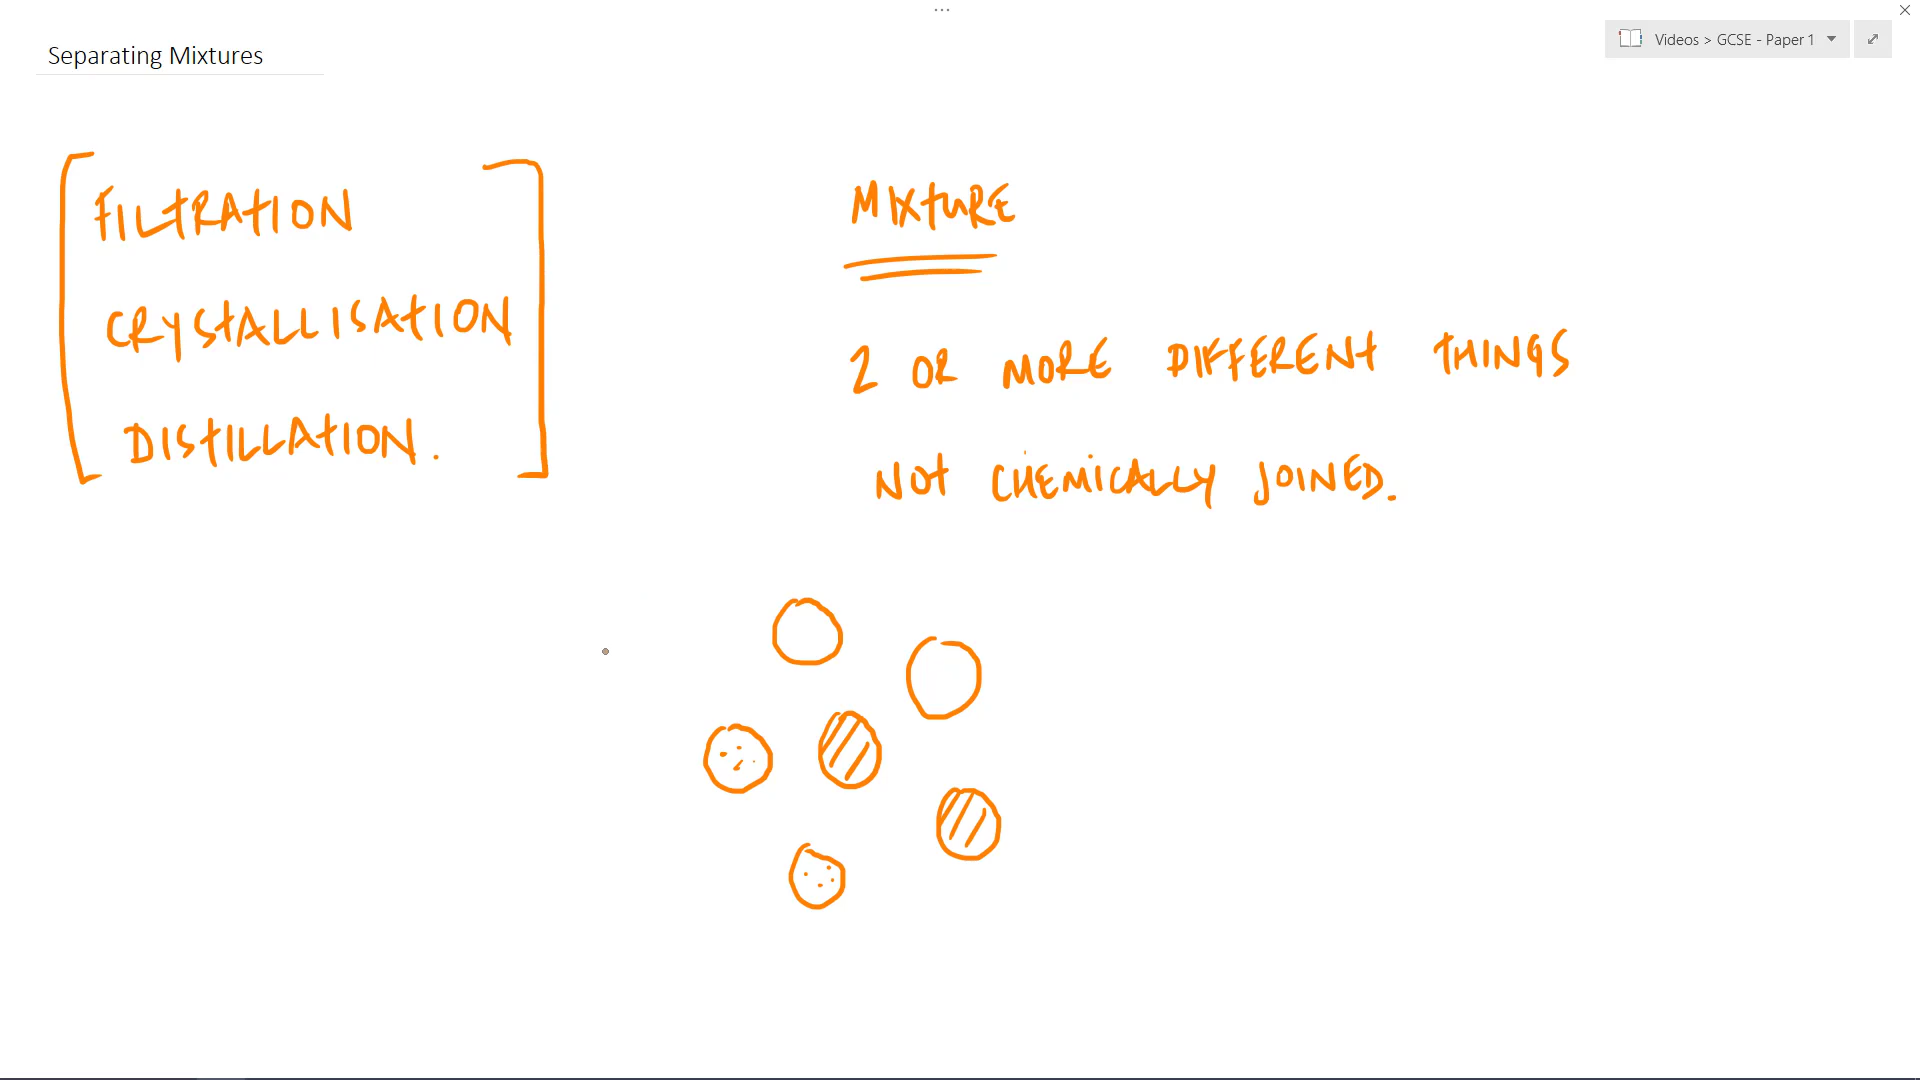 Separating Mixtures
Videos > GCSE - Paper 1
FILTRATION
CRYSTALLISATION
DISTILLATION.
MIXTURE
2 OR MORE DIFFERENT THINGS
NOT CHEMICALLY JOINED.